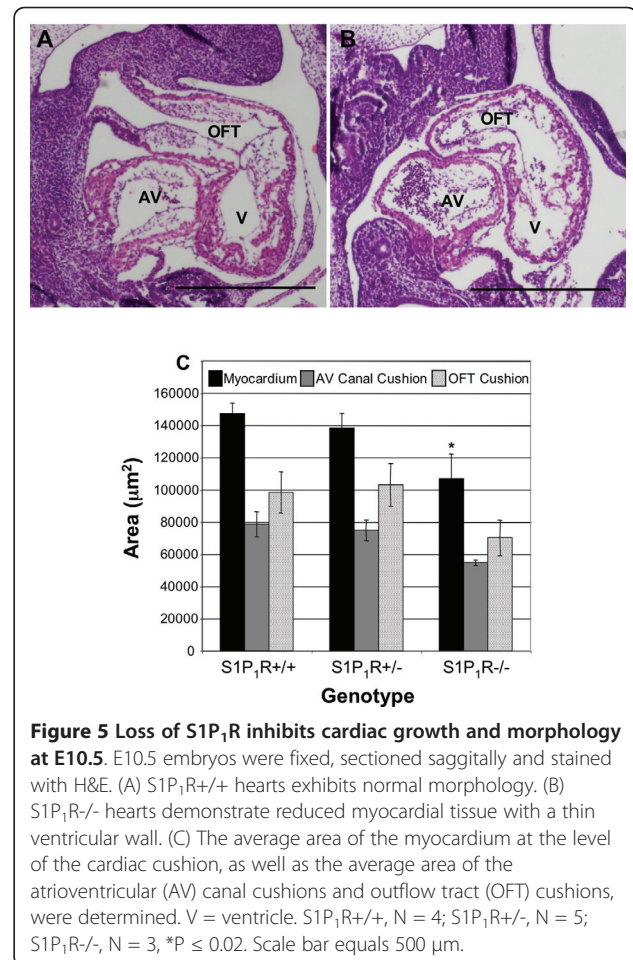 A
B
OFT
OFT
AV
AV
V
V
C
Myocardium AV Canal Cushion OFT Cushion
160000
140000
120000
100000
80000
60000
40000
20000
0
Area (µm²)
*
S1P₁R+/+ S1P₁R+/- S1P₁R-/-
Genotype
Figure 5 Loss of S1P₁R inhibits cardiac growth and morphology
at E10.5. E10.5 embryos were fixed, sectioned saggitally and stained
with H&E. (A) S1P₁R+/+ hearts exhibits normal morphology. (B)
S1P₁R-/- hearts demonstrate reduced myocardial tissue with a thin
ventricular wall. (C) The average area of the myocardium at the level
of the cardiac cushion, as well as the average area of the
atrioventricular (AV) canal cushions and outflow tract (OFT) cushions,
were determined. V = ventricle. S1P₁R+/+, N = 4; S1P₁R+/-, N = 5;
S1P₁R-/-, N = 3, *P ≤ 0.02. Scale bar equals 500 µm.